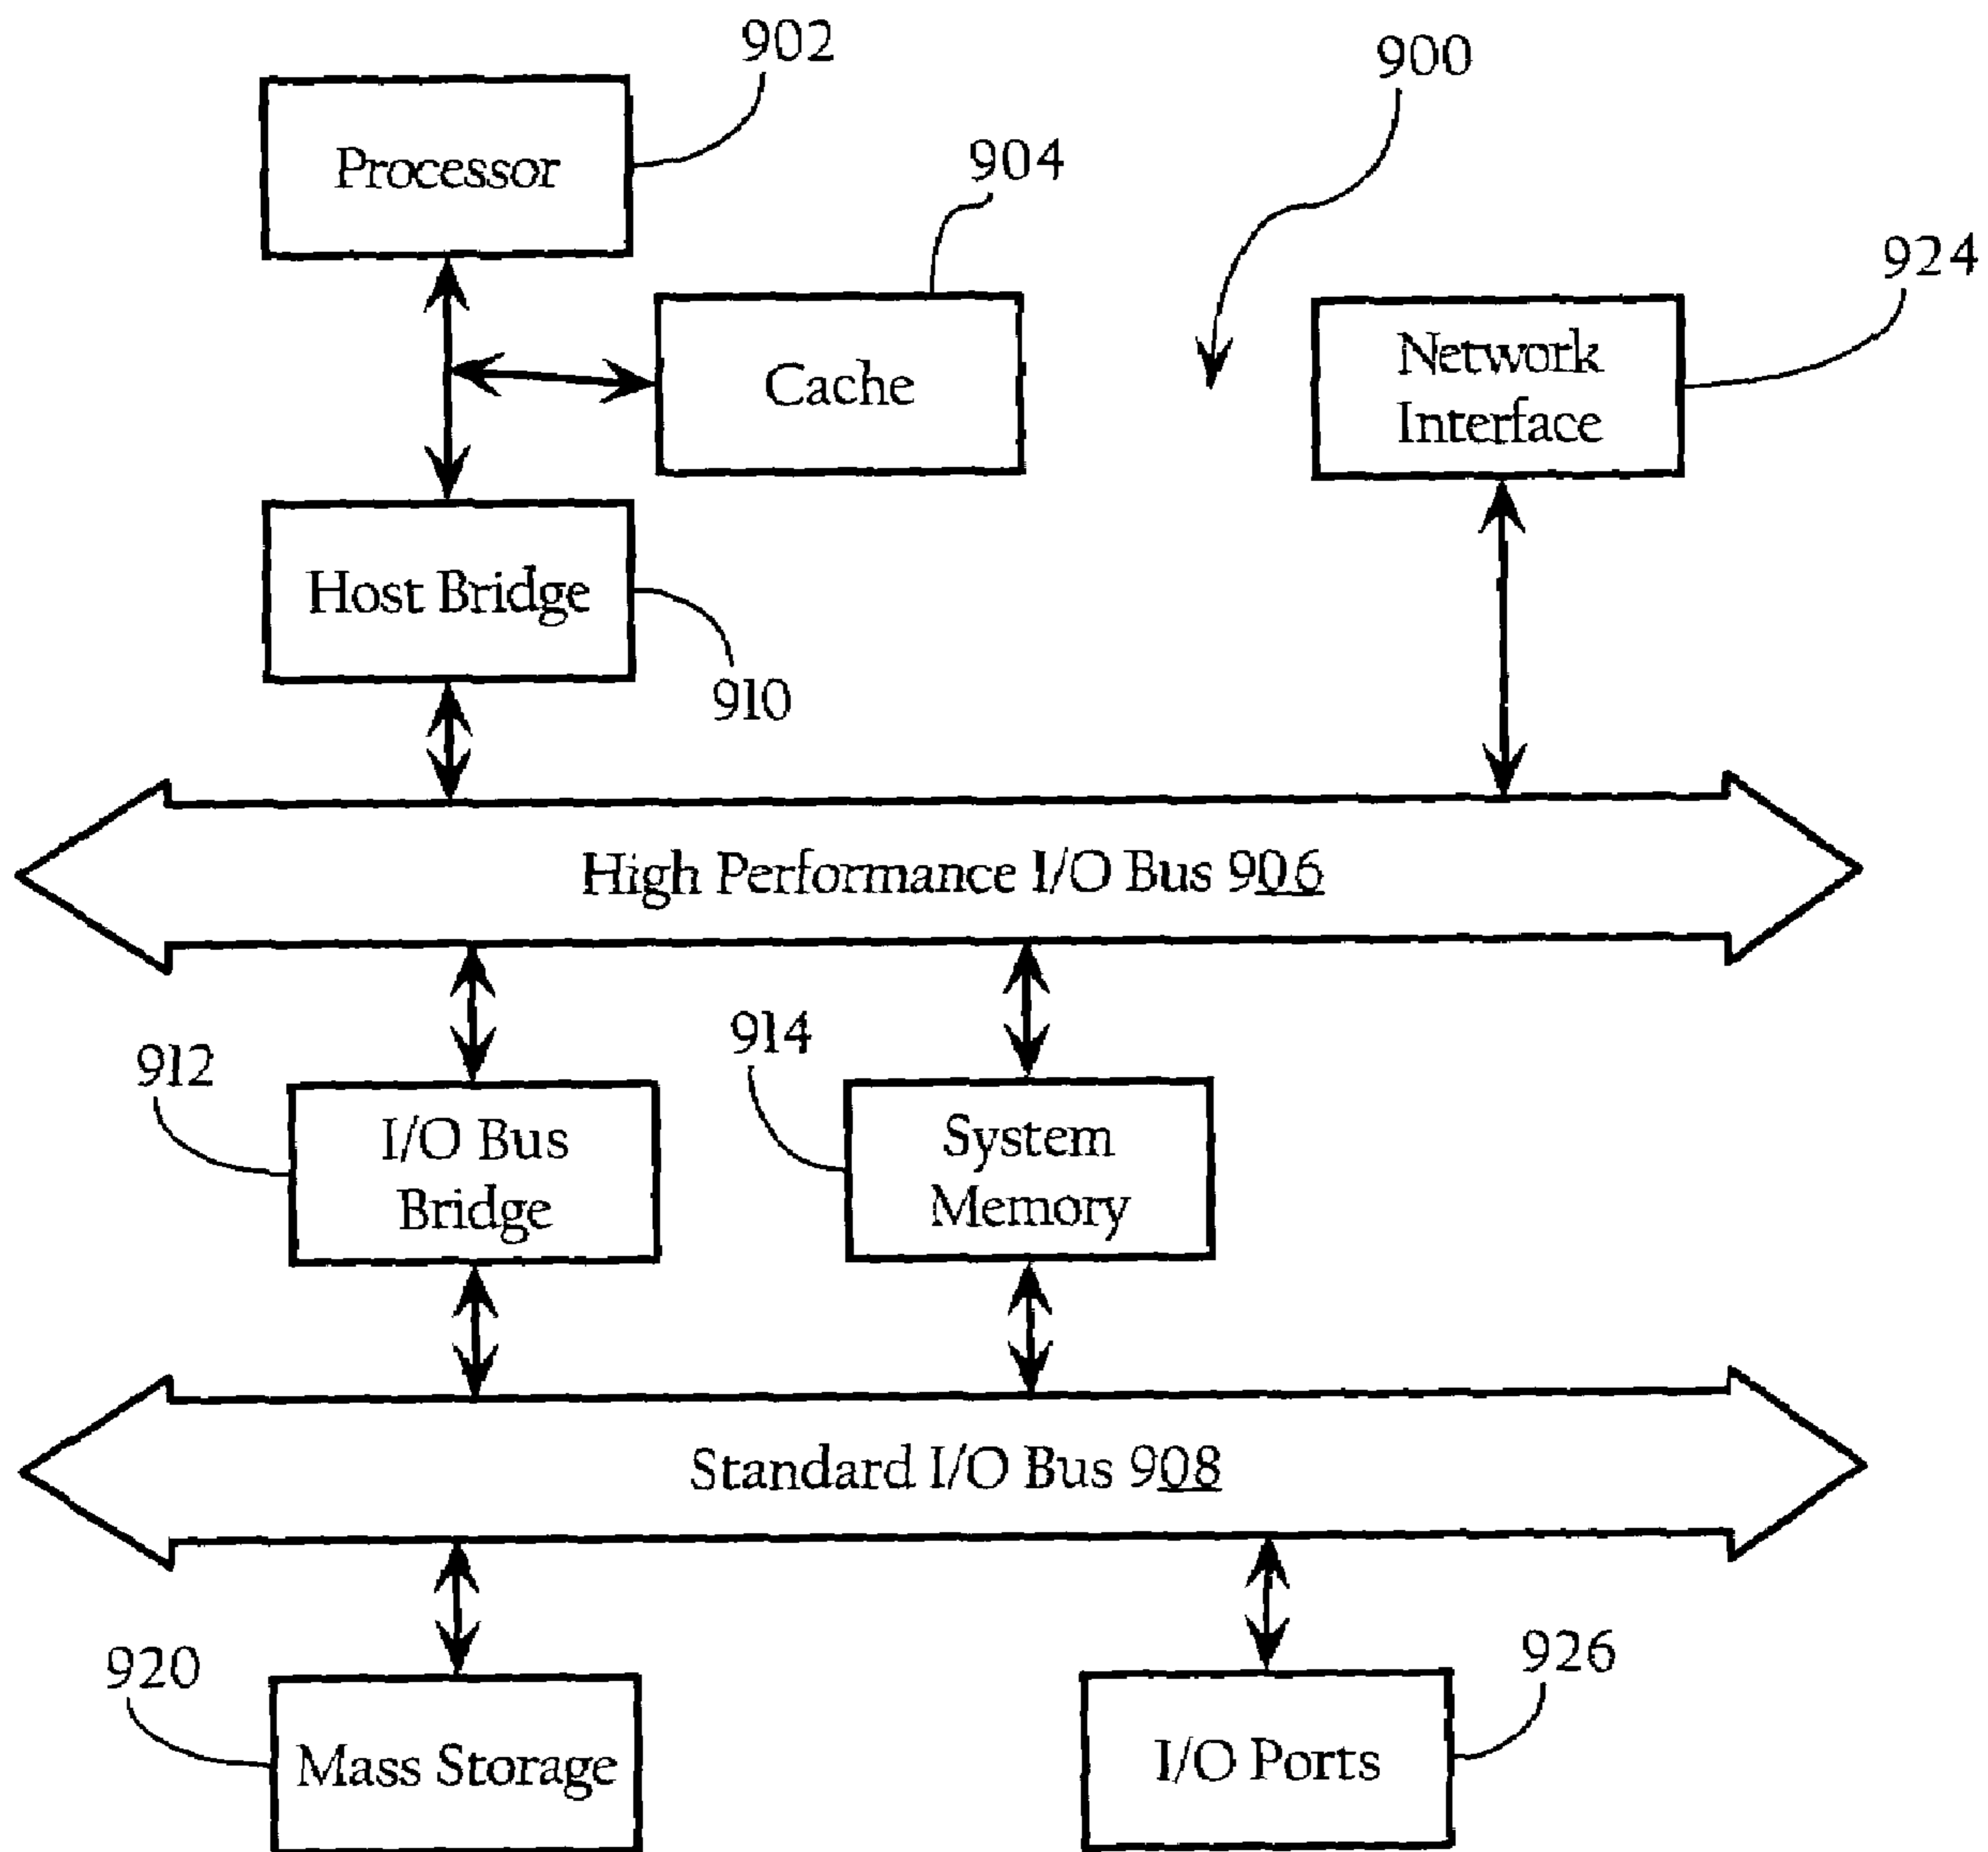 902
900
Processor
904
924
Network
Interface
Cache
Host Bridge
910
High Performance I/O Bus 906
914
912
I/O Bus
Bridge
System
Memory
Standard I/O Bus 908
920
926
Mass Storage
I/O Ports